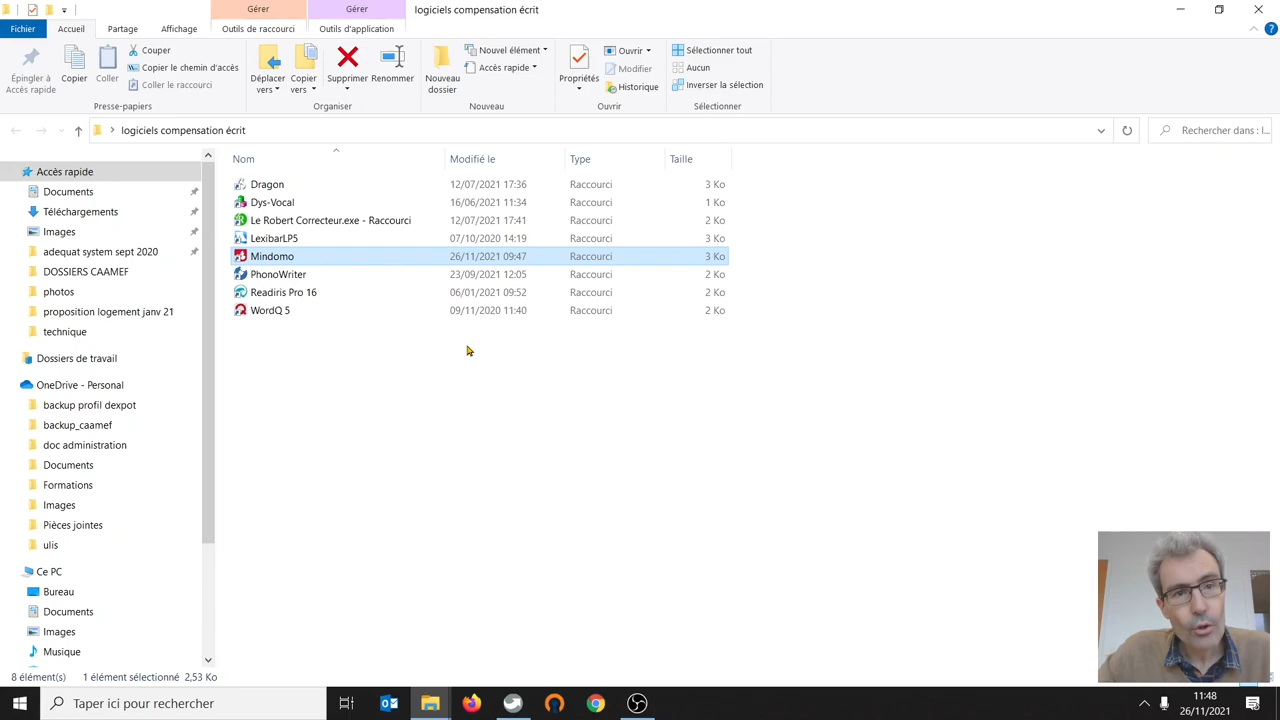 Gérer
Gérer
logiciels compensation écrit
Fichier
Accueil
Partage
Affichage
Outils de raccourci
Outils d'application
Épingler à
Accès rapide
Copier
Coller
Couper
Copier le chemin d'accès
Coller le raccourci
Presse-papiers
Déplacer
vers
Copier
vers
Supprimer
Renommer
Organiser
Nouveau
dossier
Nouvel élément
Accès rapide
Nouveau
Propriétés
Ouvrir
Modifier
Historique
Ouvrir
Sélectionner tout
Aucun
Inverser la sélection
Sélectionner
logiciels compensation écrit
Rechercher dans : l...
Nom
Modifié le
Type
Taille
Dragon 12/07/2021 17:36 Raccourci 3 Ko
Dys-Vocal 16/06/2021 11:34 Raccourci 1 Ko
Le Robert Correcteur.exe - Raccourci 12/07/2021 17:41 Raccourci 2 Ko
LexibarLP5 07/10/2020 14:19 Raccourci 3 Ko
Mindomo 26/11/2021 09:47 Raccourci 3 Ko
PhonoWriter 23/09/2021 12:05 Raccourci 2 Ko
Readiris Pro 16 06/01/2021 09:52 Raccourci 2 Ko
WordQ 5 09/11/2020 11:40 Raccourci 2 Ko
Accès rapide
Documents
Téléchargements
Images
adequat system sept 2020
DOSSIERS CAAMEF
photos
proposition logement janv 21
technique
Dossiers de travail
OneDrive - Personal
backup profil dexpot
backup_caamef
doc administration
Documents
Formations
Images
Pièces jointes
ulis
Ce PC
Bureau
Documents
Images
Musique
8 élément(s) 1 élément sélectionné 2,53 Ko
Taper ici pour rechercher
11:48
26/11/2021